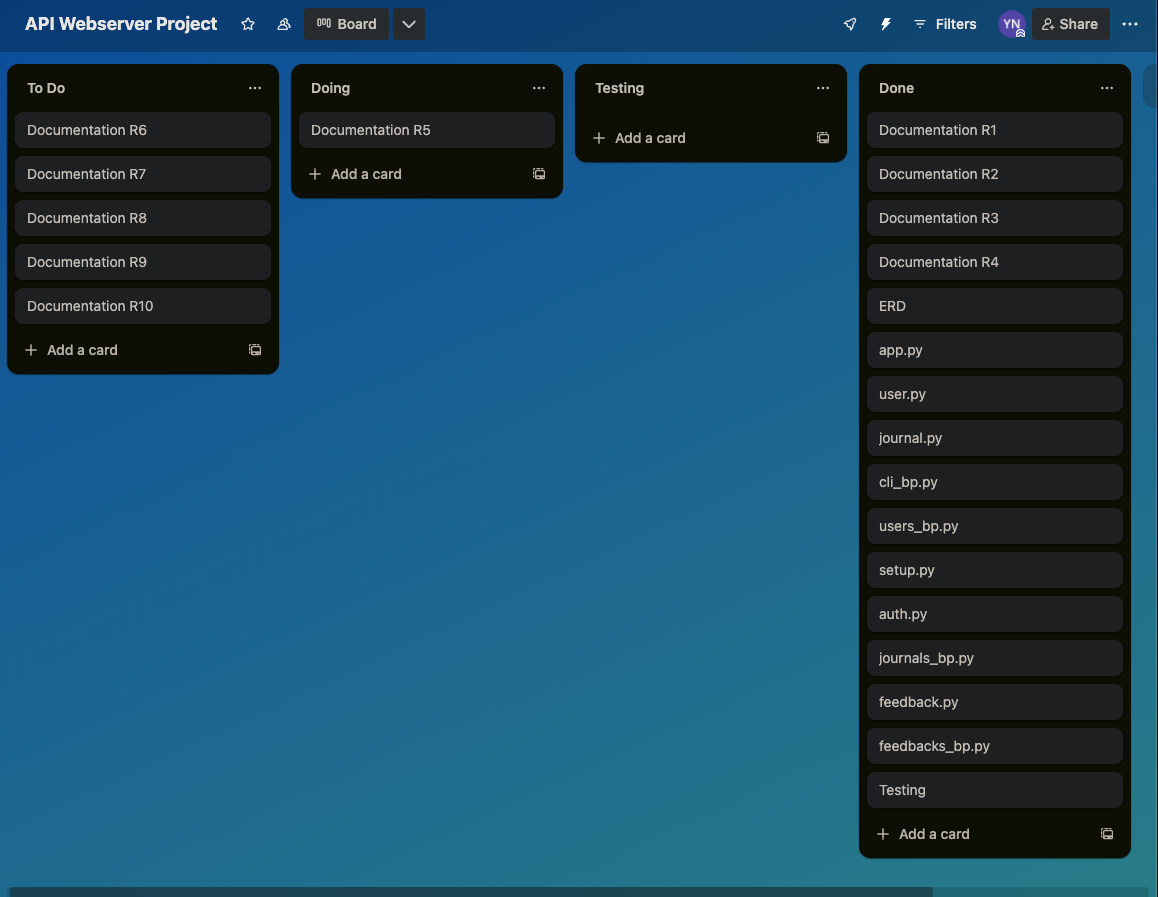 API Webserver Project
Board
Filters
YN
Share
To Do
Documentation R6
Documentation R7
Documentation R8
Documentation R9
Documentation R10
Add a card
Doing
Documentation R5
Add a card
Testing
Add a card
Done
Documentation R1
Documentation R2
Documentation R3
Documentation R4
ERD
app.py
user.py
journal.py
cli_bp.py
users_bp.py
setup.py
auth.py
journals_bp.py
feedback.py
feedbacks_bp.py
Testing
Add a card